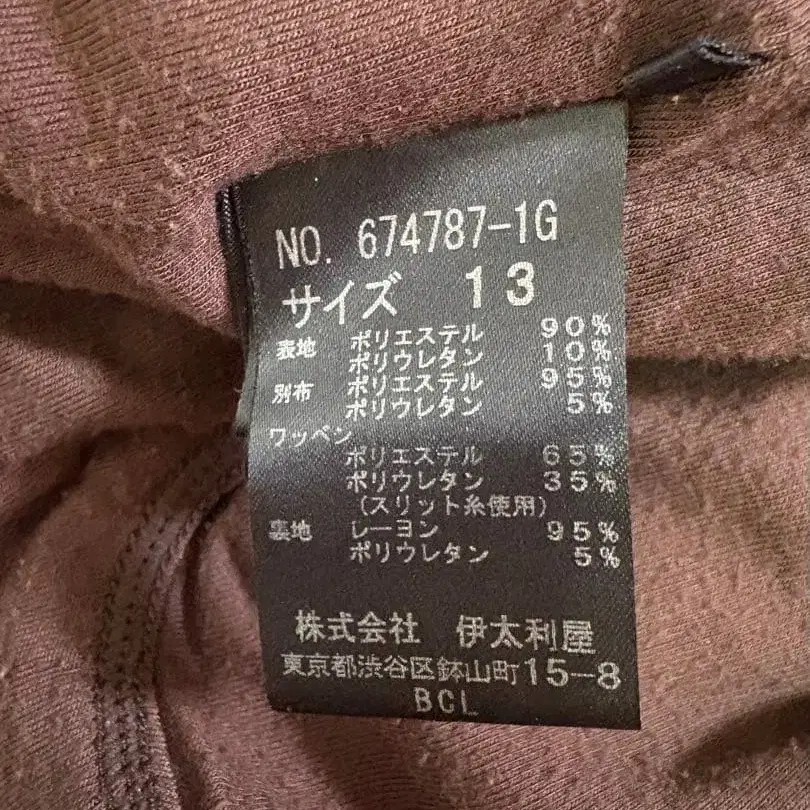 NO. 674787-1G
サイズ 13
表地 ポリエステル 90%
ポリウレタン 10%
別布 ポリエステル 95%
ポリウレタン 5%
ワッペン
ポリエステル 65%
ポリウレタン 35%
(スリット糸使用)
裏地 レーヨン 95%
ポリウレタン 5%
株式会社 伊太利屋
東京都渋谷区鉢山町15-8
BCL